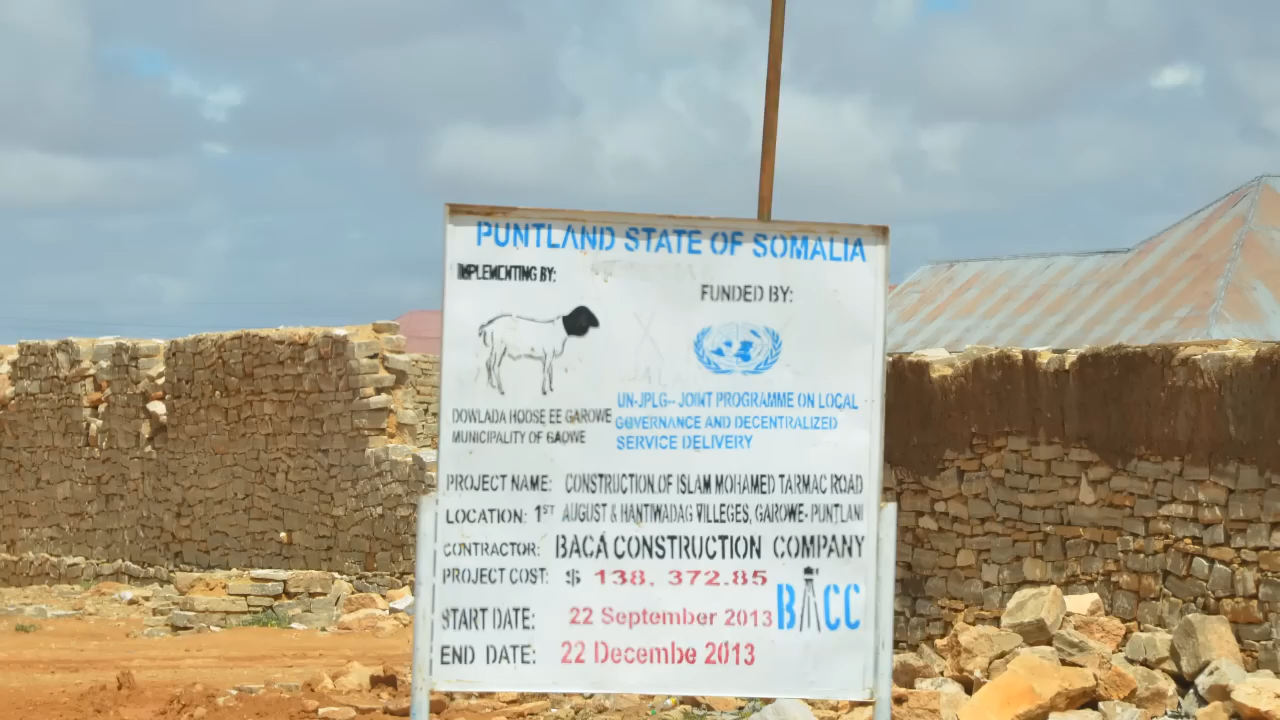 PUNTLAND STATE OF SOMALIA
IMPLEMENTING BY:
FUNDED BY:
DOWLADA HOOSE EE GAROWE
MUNICIPALITY OF GAOWE
UN-JPLG-- JOINT PROGRAMME ON LOCAL
GOVERNANCE AND DECENTRALIZED
SERVICE DELIVERY
PROJECT NAME: CONSTRUCTION.OF ISLAM MOHAMED TARMAC ROAD
LOCATION: 1ST AUGUST & HANTIWADAG VILLEGES, GAROWE- PUNTLAN
CONTRACTOR: BACA CONSTRUCTION COMPANY
PROJECT COST: $ 138, 372.85
START DATE: 22 September 2013
BACC
END DATE: 22 Decembe 2013